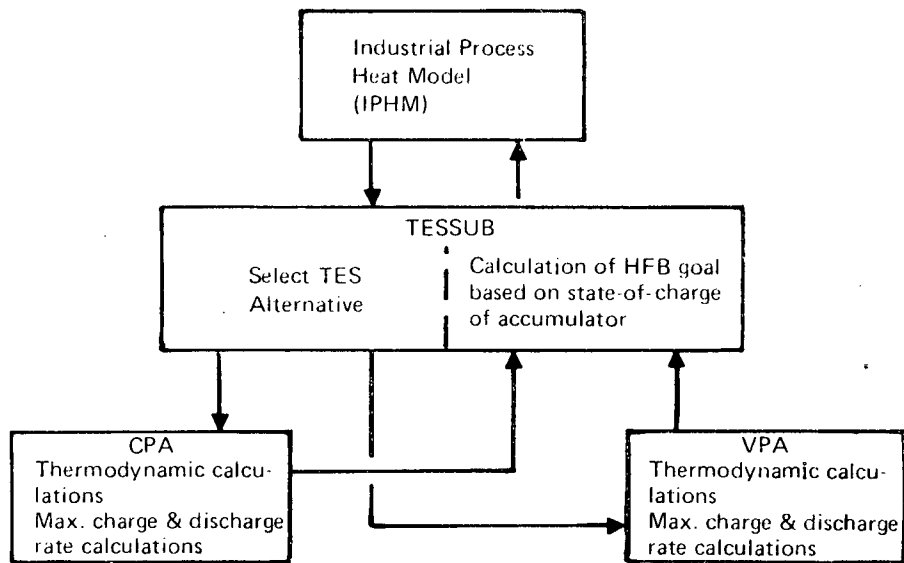 Industrial Process
Heat Model
(IPHM)
TESSUB
Select TES
Alternative
Calculation of HFB goal
based on state-of-charge
of accumulator
CPA
Thermodynamic calcu-
lations
Max. charge & discharge
rate calculations
VPA
Thermodynamic calcu-
lations
Max. charge & discharge
rate calculations